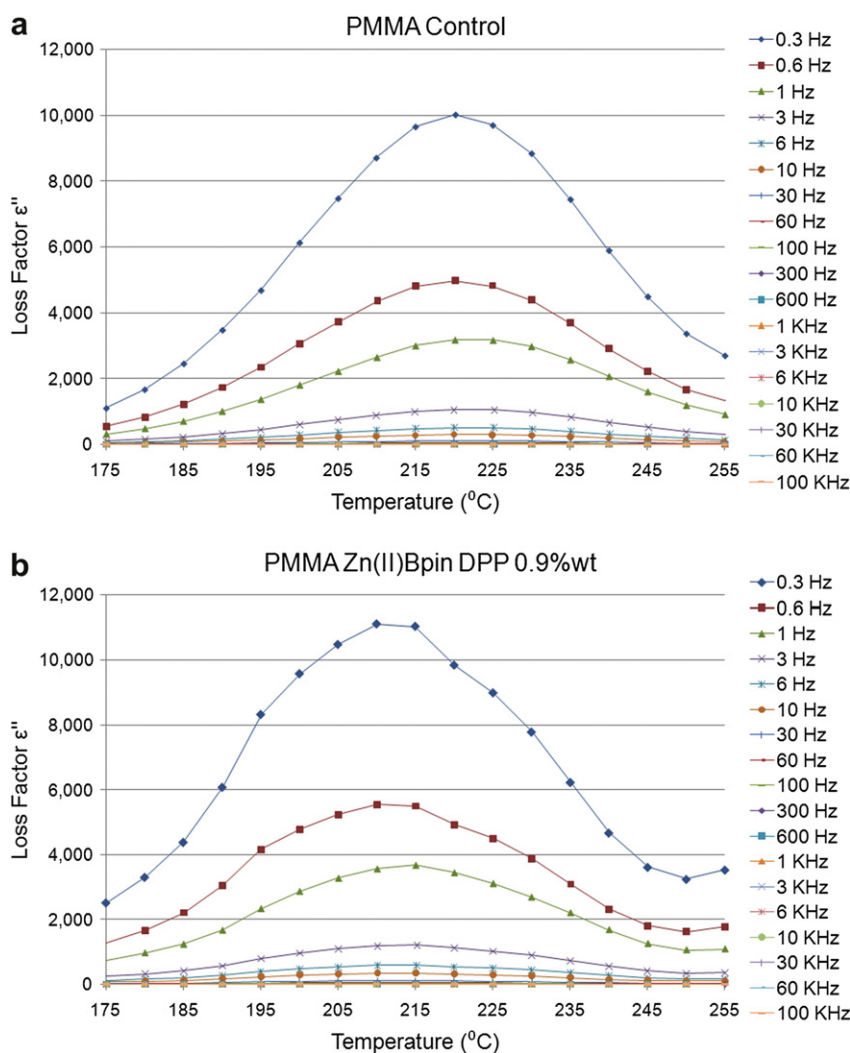 a
PMMA Control
12,000
10,000
8,000
6,000
4,000
2,000
0
Loss Factor ε"
175 185 195 205 215 225 235 245 255
Temperature (⁰C)
0.3 Hz
0.6 Hz
1 Hz
3 Hz
6 Hz
10 Hz
30 Hz
60 Hz
100 Hz
300 Hz
600 Hz
1 KHz
3 KHz
6 KHz
10 KHz
30 KHz
60 KHz
100 KHz
b
PMMA Zn(II)Bpin DPP 0.9%wt
12,000
10,000
8,000
6,000
4,000
2,000
0
Loss Factor ε"
175 185 195 205 215 225 235 245 255
Temperature (⁰C)
0.3 Hz
0.6 Hz
1 Hz
3 Hz
6 Hz
10 Hz
30 Hz
60 Hz
100 Hz
300 Hz
600 Hz
1 KHz
3 KHz
6 KHz
10 KHz
30 KHz
60 KHz
100 KHz